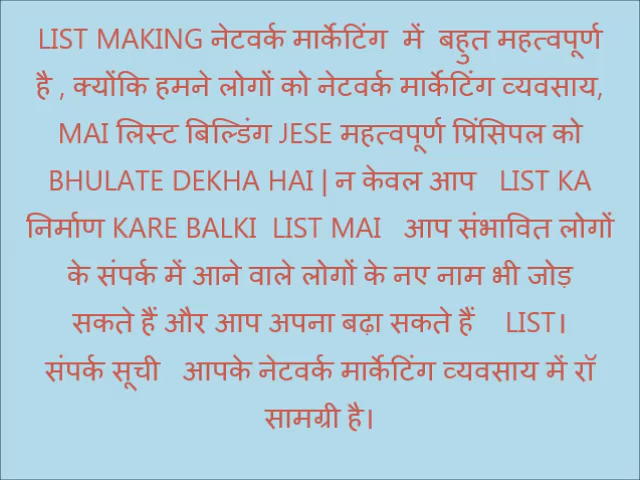 LIST MAKING नेटवर्क मार्केटिंग में बहुत महत्वपूर्ण
है , क्योंकि हमने लोगों को नेटवर्क मार्केटिंग व्यवसाय,
MAI लिस्ट बिल्डिंग JESE महत्वपूर्ण प्रिंसिपल को
BHULATE DEKHA HAI | न केवल आप LIST KA
निर्माण KARE BALKI LIST MAI आप संभावित लोगों
के संपर्क में आने वाले लोगों के नए नाम भी जोड़
सकते हैं और आप अपना बढ़ा सकते हैं LIST।
संपर्क सूची आपके नेटवर्क मार्केटिंग व्यवसाय में रॉ
सामग्री है।